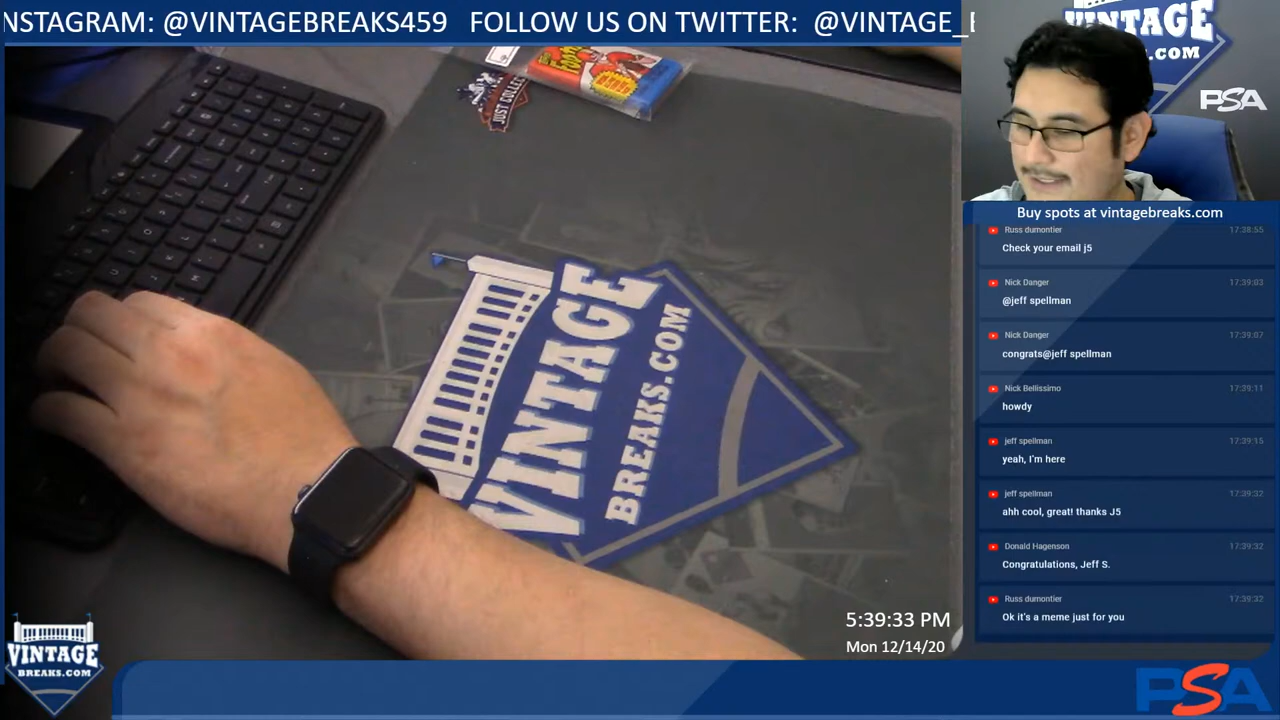 NSTAGRAM: @VINTAGEBREAKS459 FOLLOW US ON TWITTER: @VINTAGE_
.COM
PSA
JUST COLLECT
VINTAGE
BREAKS.COM
Buy spots at vintagebreaks.com
Russ dumontier 17:38:55
Check your email j5
Nick Danger 17:39:03
@jeff spellman
Nick Danger 17:39:07
congrats@jeff spellman
Nick Bellissimo 17:39:11
howdy
jeff spellman 17:39:15
yeah, I'm here
jeff spellman 17:39:32
ahh cool, great! thanks J5
Donald Hagenson 17:39:32
Congratulations, Jeff S.
Russ dumontier 17:39:32
Ok it's a meme just for you
5:39:33 PM
Mon 12/14/20
VINTAGE
BREAKS.COM
PSA